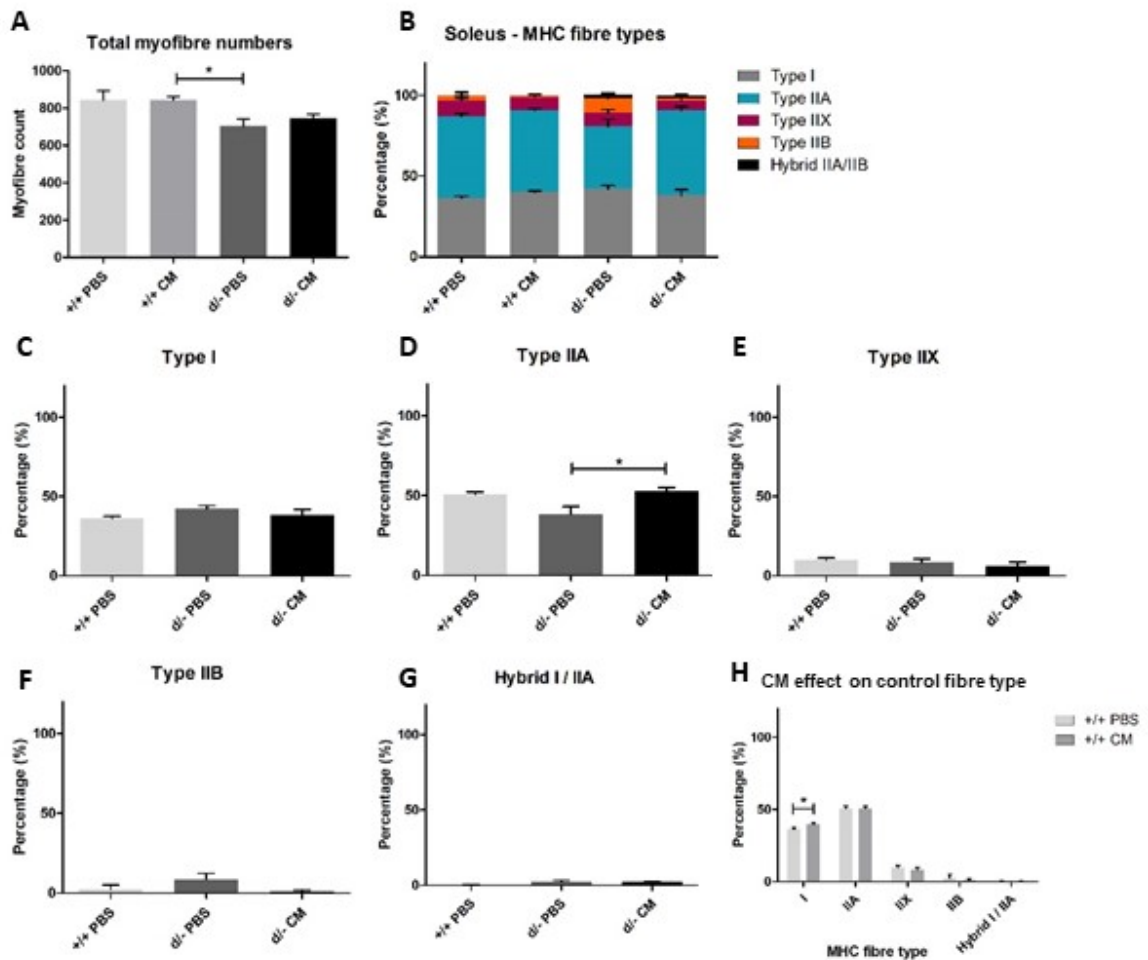 A
Total myofibre numbers
Myofibre count
1000
800
600
400
200
0
*
+/+ PBS
+/+ CM
d/- PBS
d/- CM
B
Soleus - MHC fibre types
Percentage (%)
100
50
0
+/+ PBS
+/+ CM
d/- PBS
d/- CM
Type I
Type IIA
Type IIX
Type IIB
Hybrid IIA/IIB
C
Type I
Percentage (%)
100
50
0
+/+ PBS
d/- PBS
d/- CM
D
Type IIA
Percentage (%)
100
50
0
*
+/+ PBS
d/- PBS
d/- CM
E
Type IIX
Percentage (%)
100
50
0
+/+ PBS
d/- PBS
d/- CM
F
Type IIB
Percentage (%)
100
50
0
+/+ PBS
d/- PBS
d/- CM
G
Hybrid I / IIA
Percentage (%)
100
50
0
+/+ PBS
d/- PBS
d/- CM
H
CM effect on control fibre type
Percentage (%)
100
50
0
*
I
IIA
IIX
IIB
Hybrid I / IIA
MHC fibre type
+/+ PBS
+/+ CM